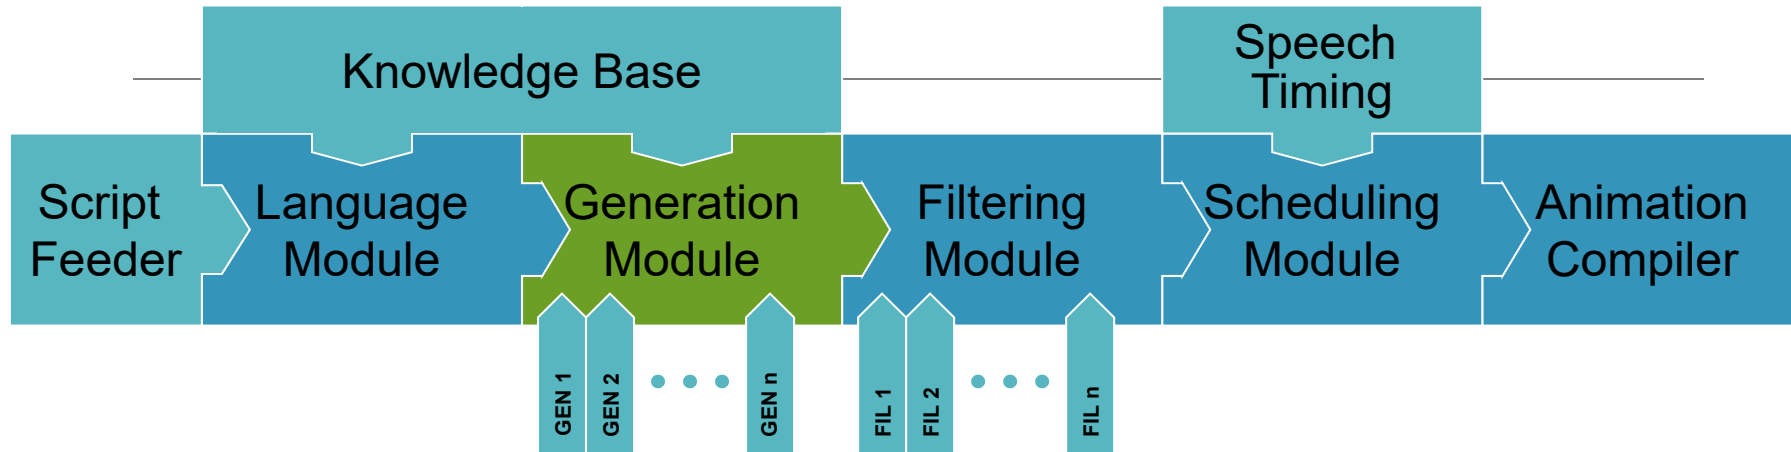 Knowledge Base
Speech
Timing
Script
Feeder
Language
Module
Generation
Module
Filtering
Module
Scheduling
Module
Animation
Compiler
GEN 1
GEN 2
GEN n
FIL 1
FIL 2
FIL n